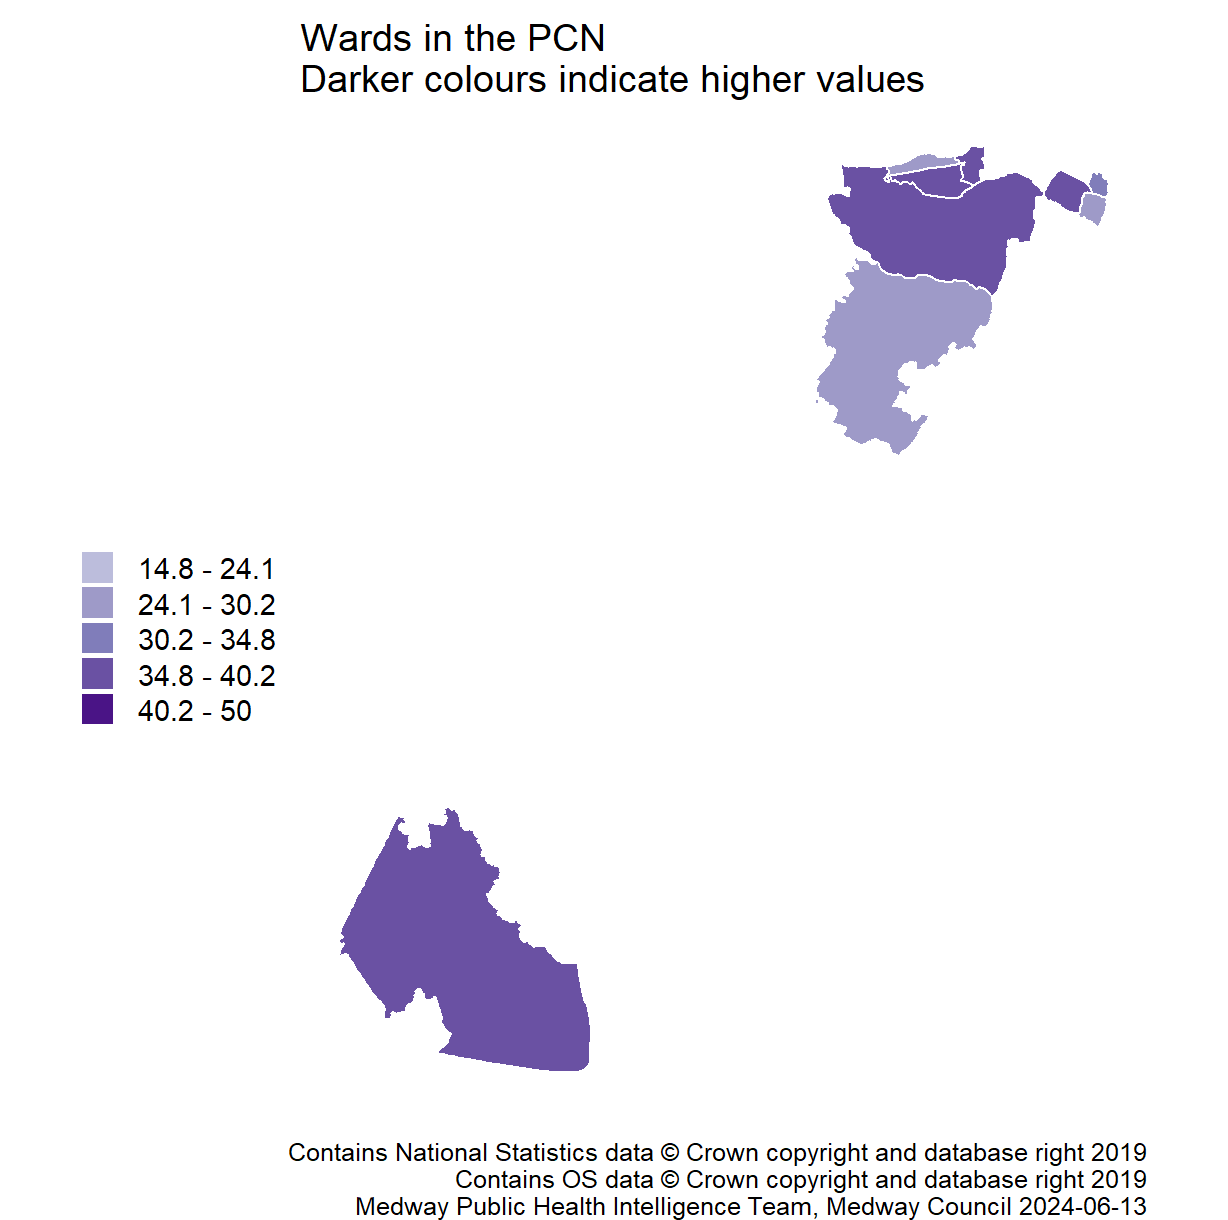 Wards in the PCN
Darker colours indicate higher values
14.8 - 24.1
24.1 - 30.2
30.2 - 34.8
34.8 - 40.2
40.2 - 50
Contains National Statistics data © Crown copyright and database right 2019
Contains OS data © Crown copyright and database right 2019
Medway Public Health Intelligence Team, Medway Council 2024-06-13